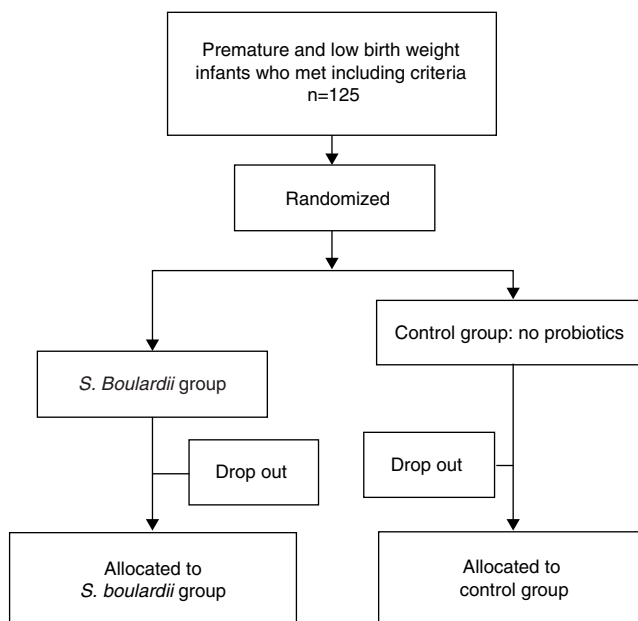 Premature and low birth weight
infants who met including criteria
n=125
Randomized
Control group: no probiotics
S. Boulardii group
Drop out
Drop out
Allocated to
S. boulardii group
Allocated to
control group